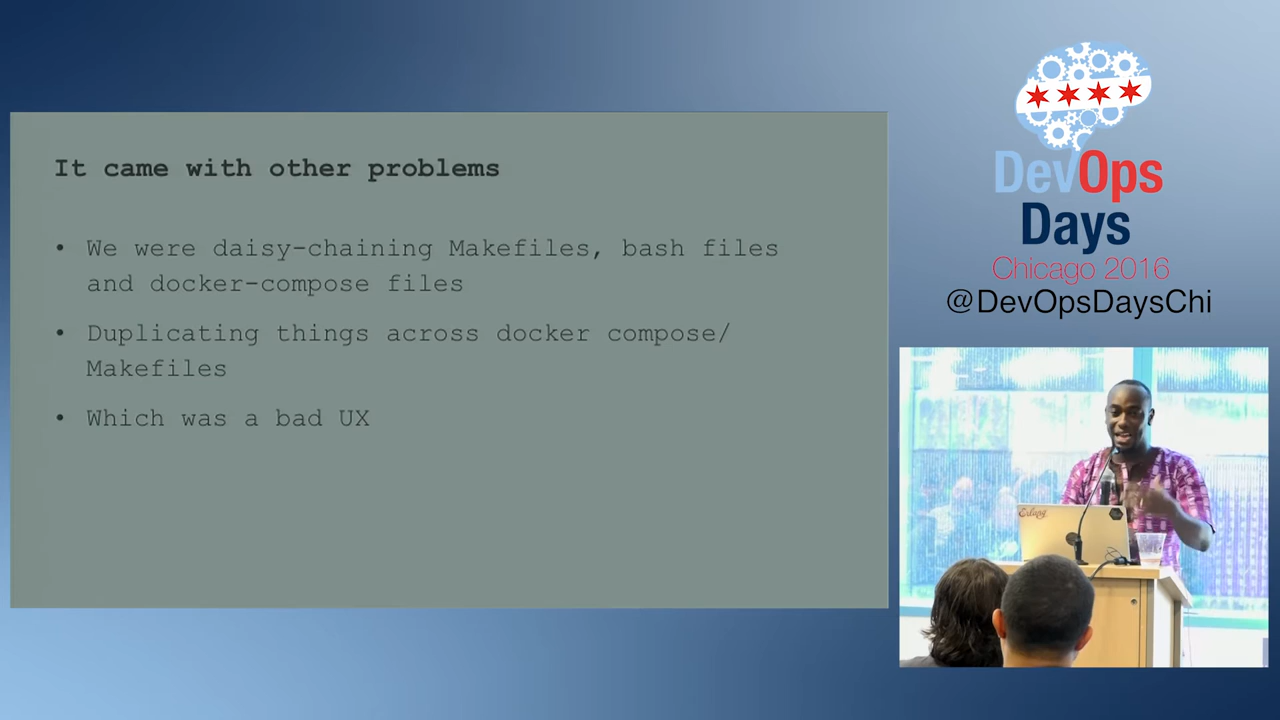 It came with other problems
• We were daisy-chaining Makefiles, bash files
and docker-compose files
• Duplicating things across docker compose/
Makefiles
• Which was a bad UX
DevOps
Days
Chicago 2016
@DevOpsDaysChi
Erlang